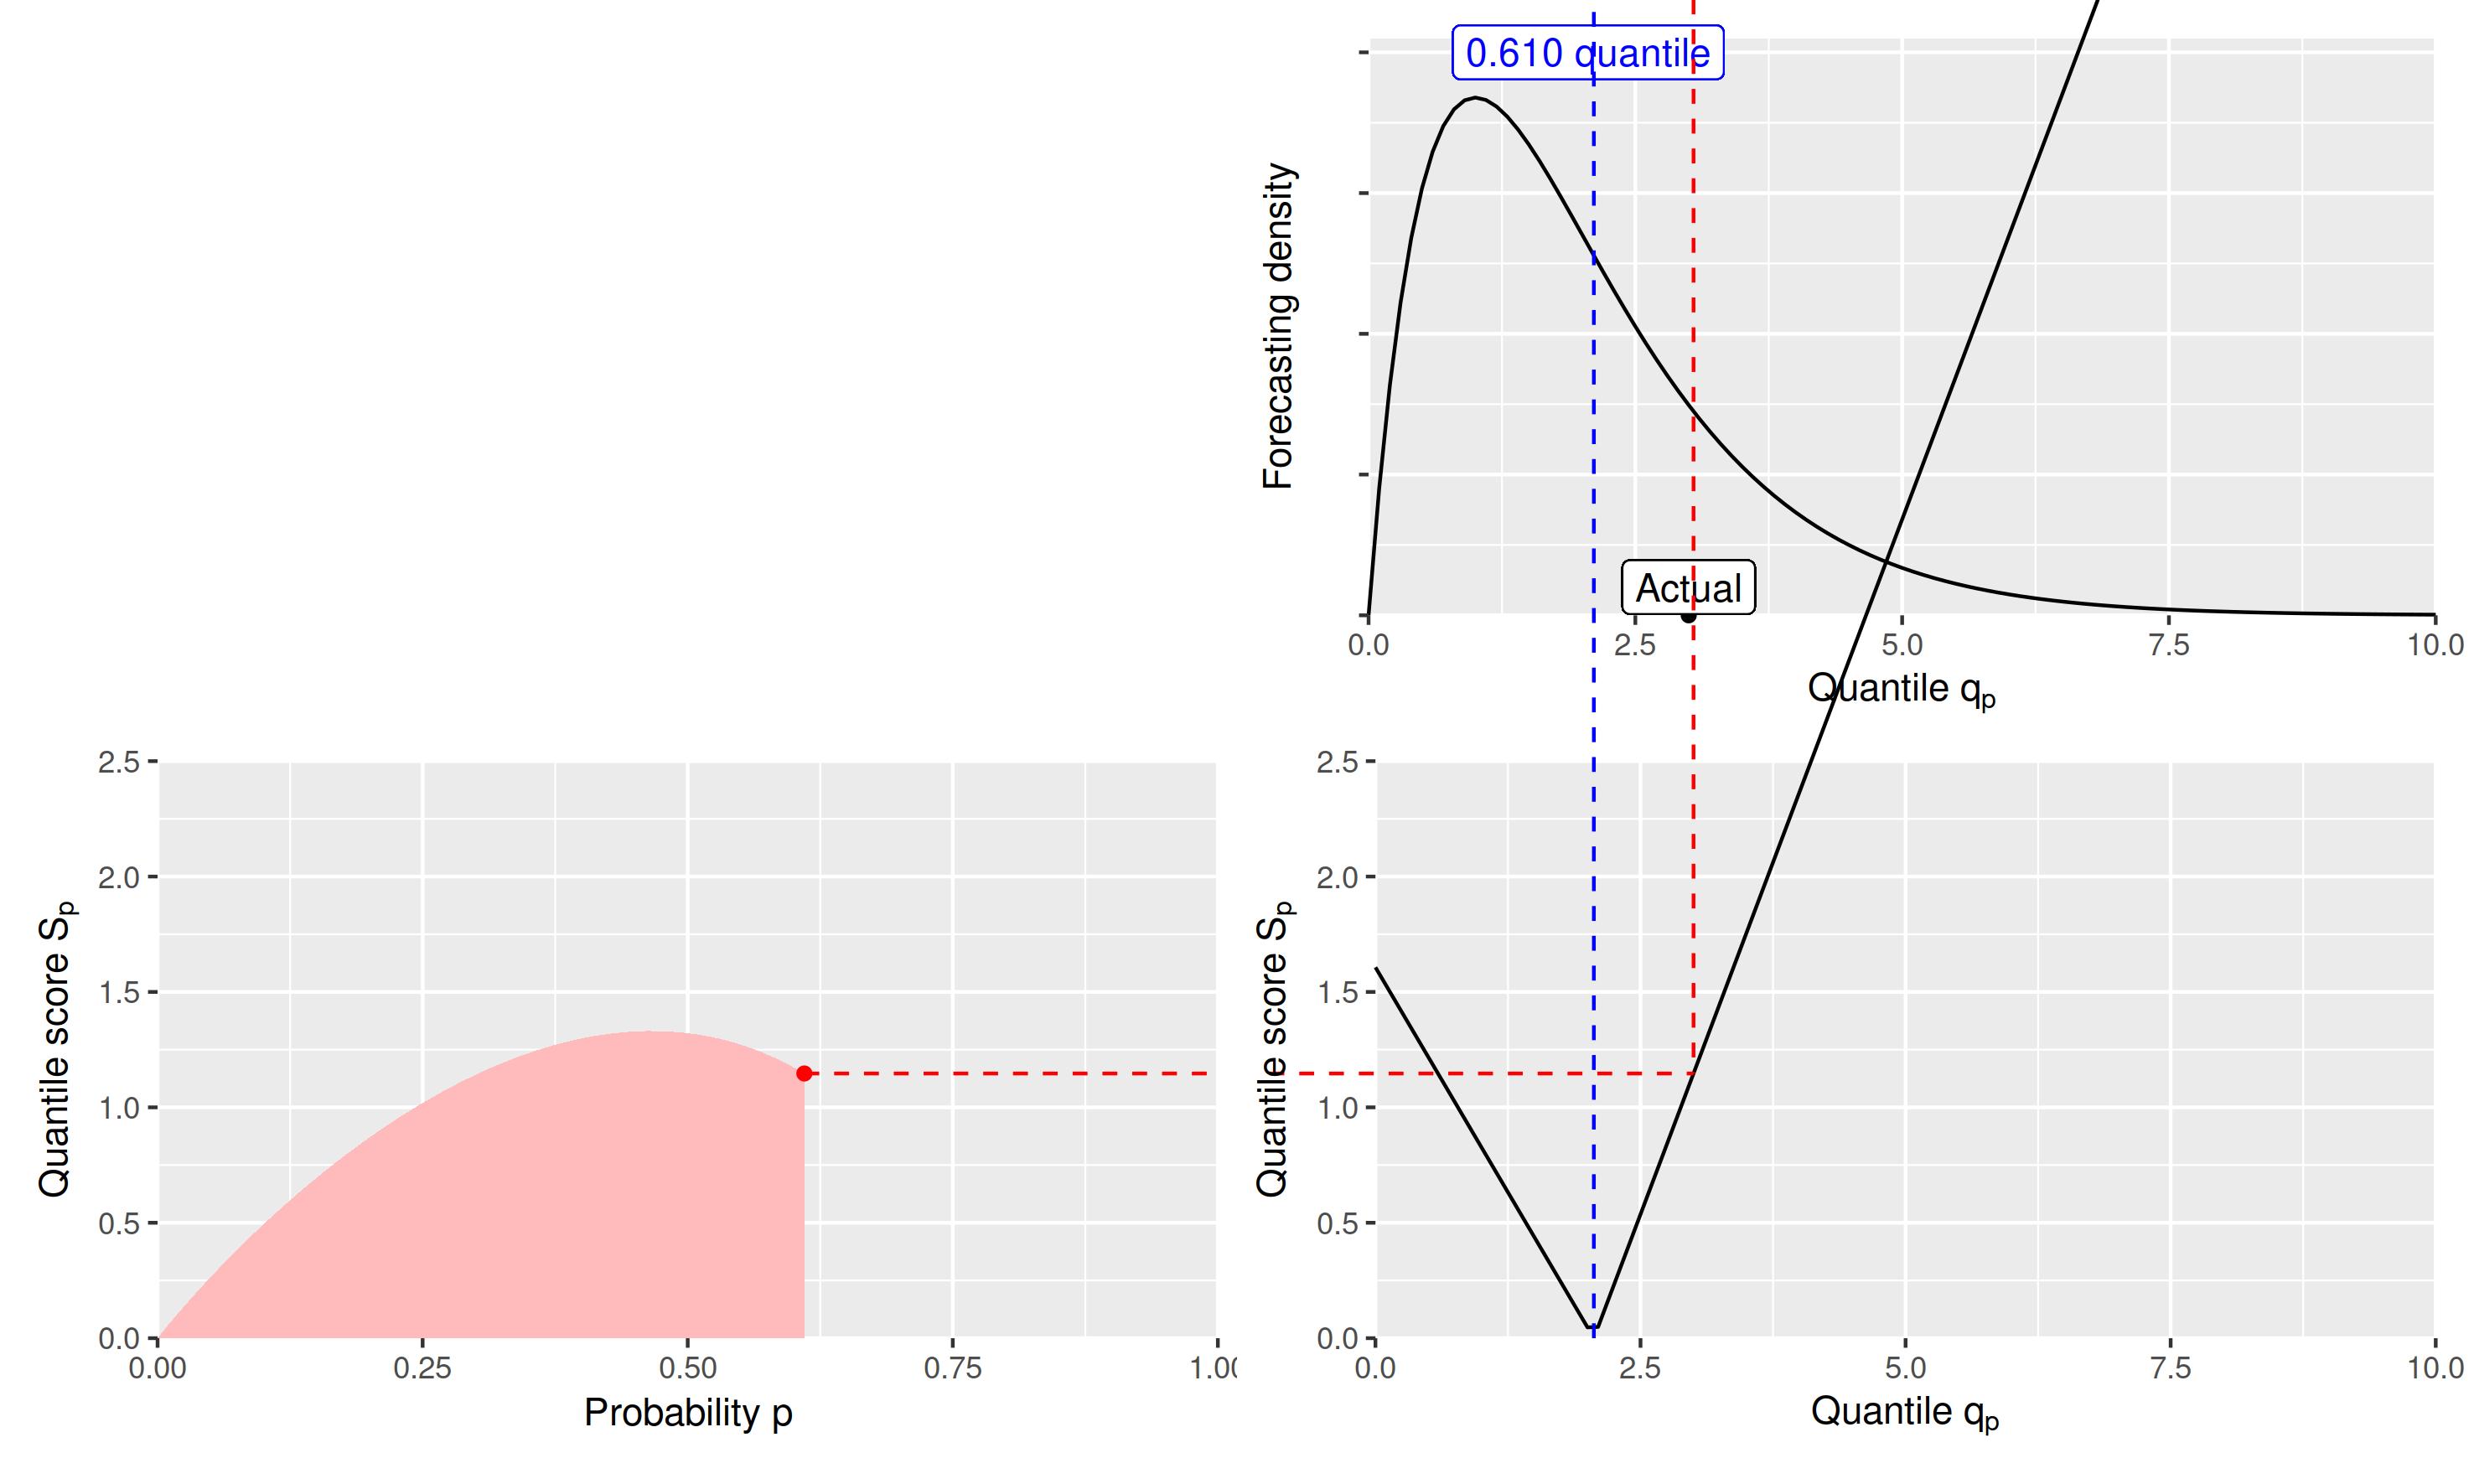 0.610 quantile
Forecasting density
Actual
0.0 2.5 5.0 7.5 10.0
Quantile qp
Quantile score Sp
2.5
2.0
1.5
1.0
0.5
0.0
0.00 0.25 0.50 0.75 1.0(
Probability p
Quantile score Sp
2.5
2.0
1.5
1.0
0.5
0.0
0.0 2.5 5.0 7.5 10.0
Quantile qp